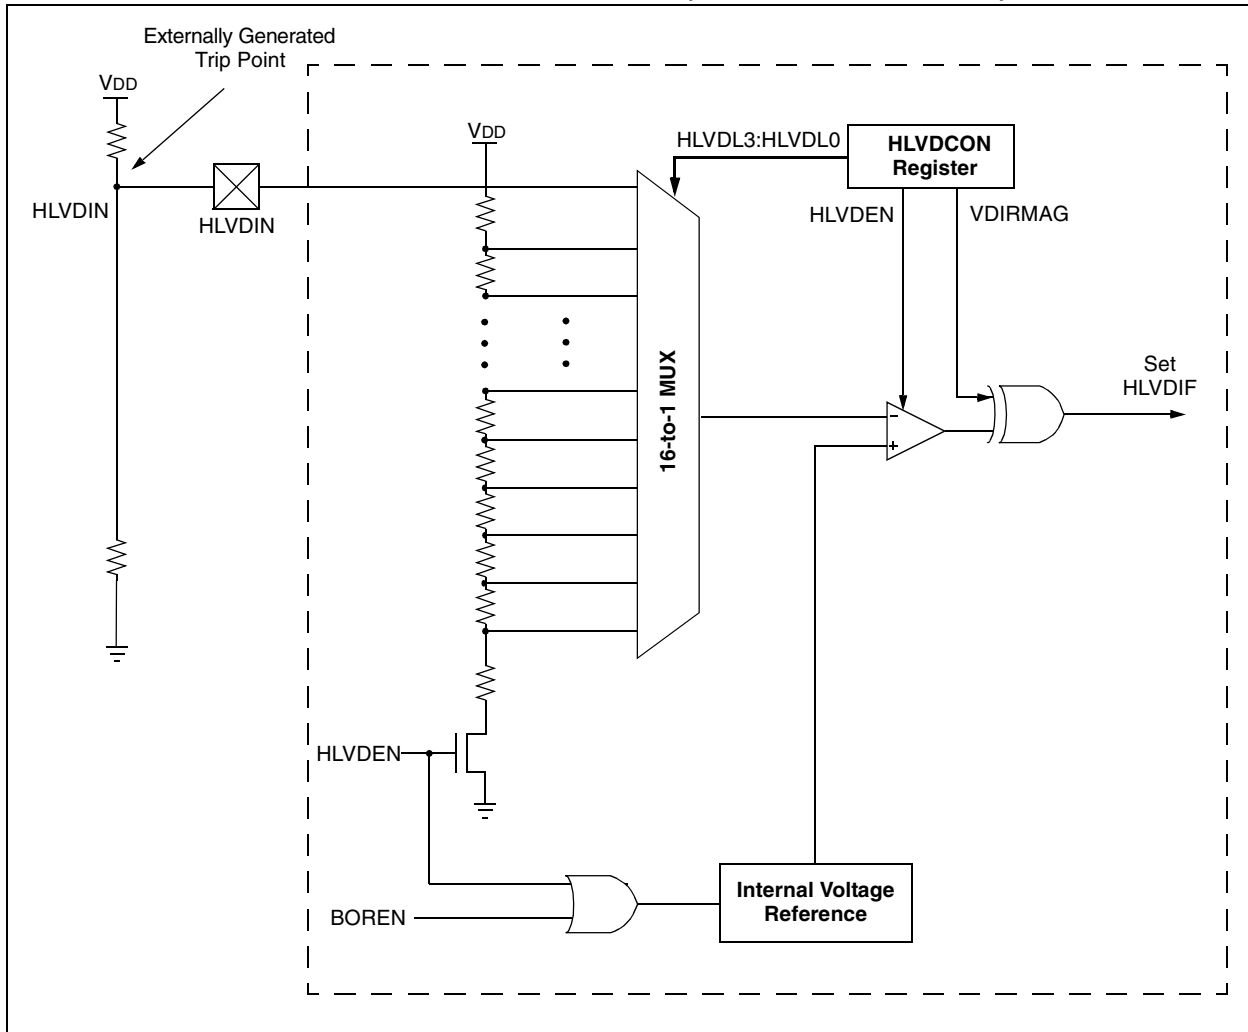 Externally Generated
Trip Point
VDD
VDD
HLVDL3:HLVDL0
HLVDCON
Register
HLVDIN
HLVDIN
HLVDEN
VDIRMAG
16-to-1 MUX
-
+
Set
HLVDIF
HLVDEN
BOREN
Internal Voltage
Reference